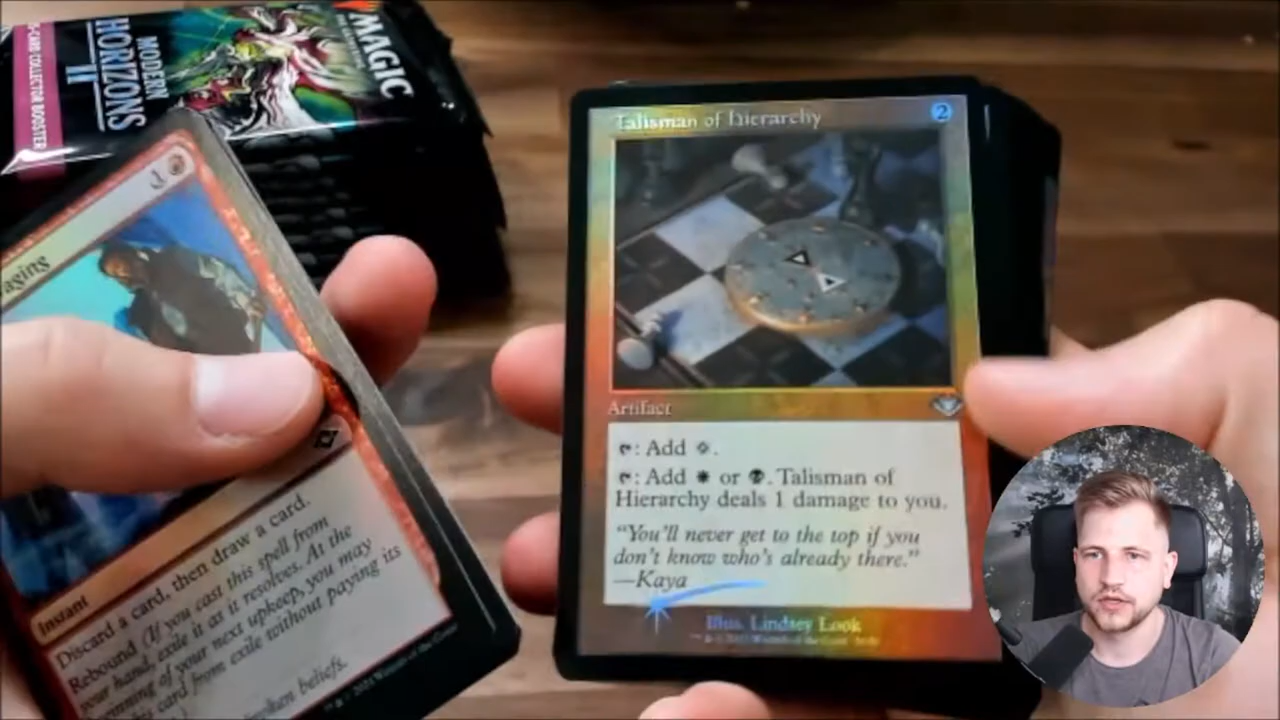 MAGIC
MODERN
HORIZONS
II
COLLECTOR BOOSTER
aging
1
Instant
Discard a card, then draw a card.
Rebound (If you cast this spell from
your hand, exile it as it resolves. At the
beginning of your next upkeep, you may
this card from exile without paying its
beliefs.
Talisman of Hierarchy
2
Artifact
: Add .
: Add or . Talisman of
Hierarchy deals 1 damage to you.
“You’ll never get to the top if you
don’t know who’s already there.”
—Kaya
Illus. Lindsey Look